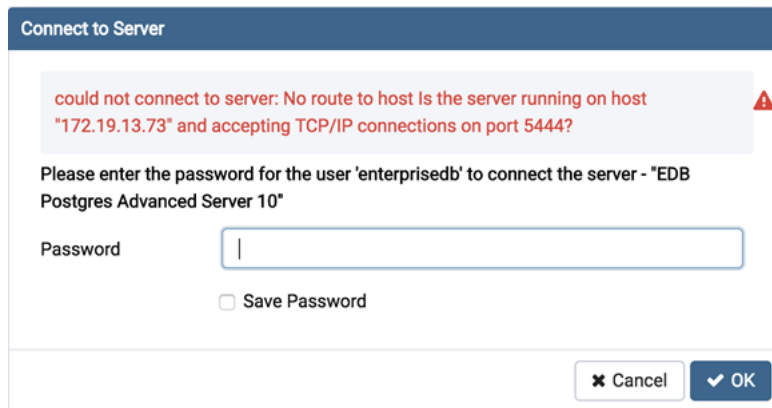 Connect to Server
could not connect to server: No route to host Is the server running on host
"172.19.13.73" and accepting TCP/IP connections on port 5444?
Please enter the password for the user 'enterprisedb' to connect the server - "EDB
Postgres Advanced Server 10"
Password
Save Password
Cancel
OK